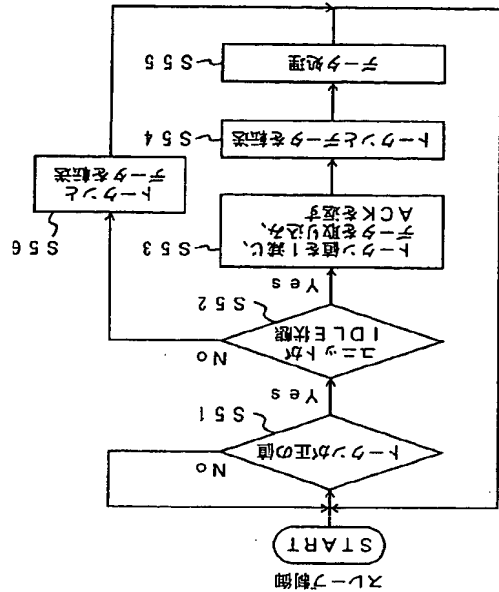 スレーブ制御
START
トークンが正の値
S51
No
Yes
ユニットが
IDLE状態
S52
No
Yes
トークン値を1減じ、
データを取り込み、
ACKを返す
S53
トークンと
データを転送
S56
トークンとデータを転送
S54
データ処理
S55